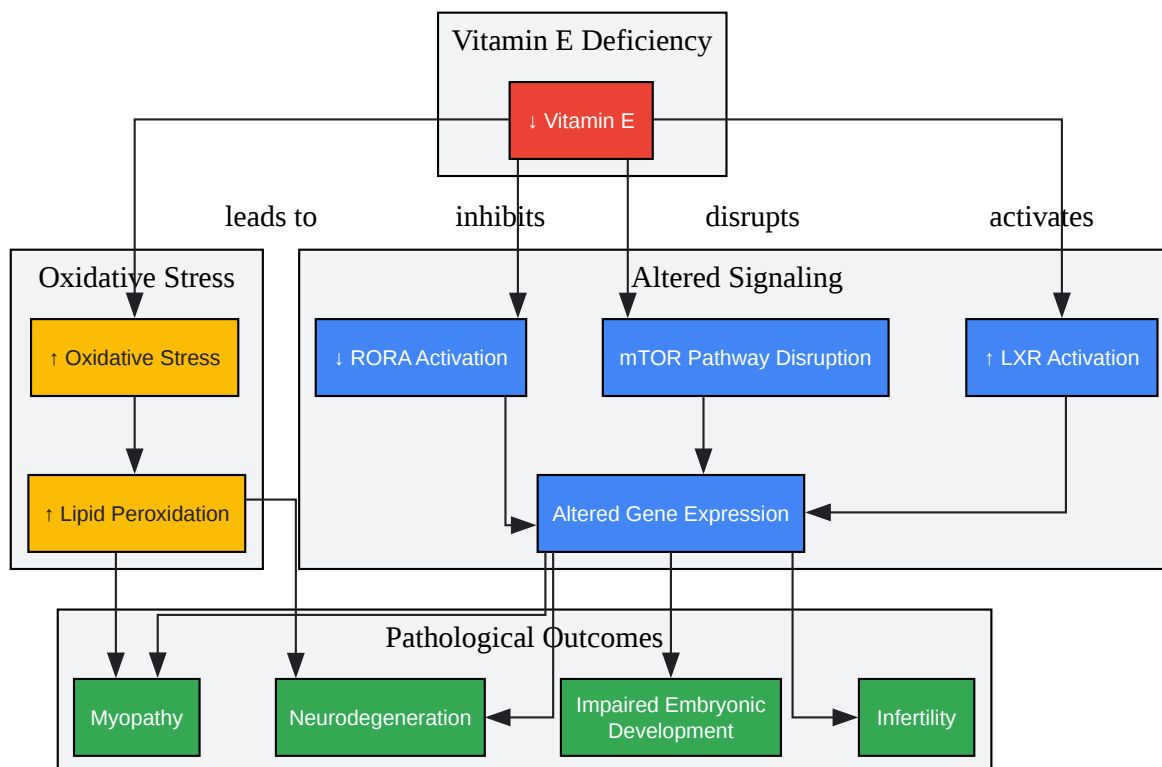 Vitamin E Deficiency
↓ Vitamin E
leads to
inhibits
disrupts
activates
Oxidative Stress
Altered Signaling
↑ Oxidative Stress
↓ RORA Activation
mTOR Pathway Disruption
↑ LXR Activation
↑ Lipid Peroxidation
Altered Gene Expression
Pathological Outcomes
Myopathy
Neurodegeneration
Impaired Embryonic
Development
Infertility